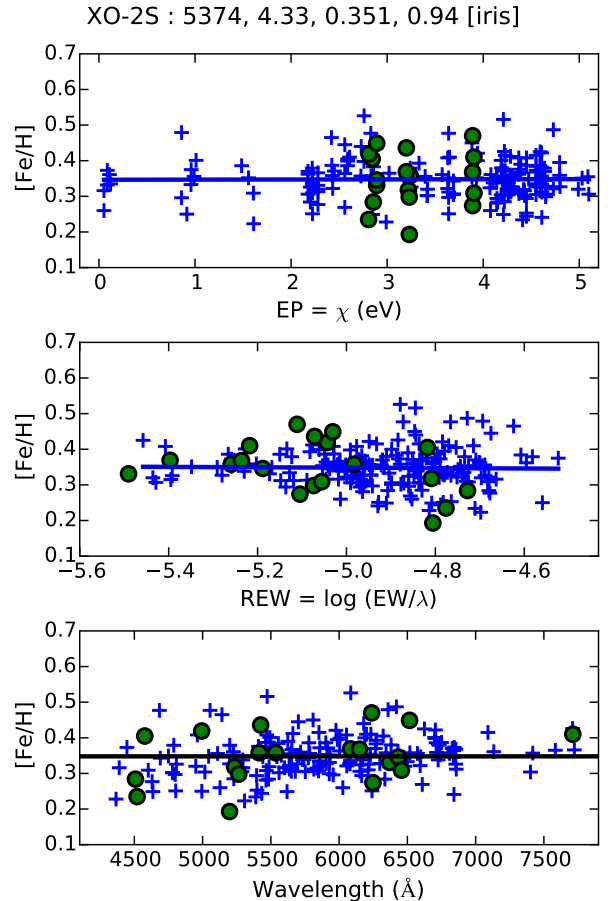 XO-2S : 5374, 4.33, 0.351, 0.94 [iris]
0.7
0.6
0.5
0.4
0.3
0.2
0.1
[Fe/H]
0 1 2 3 4 5
EP = χ (eV)
0.7
0.6
0.5
0.4
0.3
0.2
0.1
[Fe/H]
−5.6 −5.4 −5.2 −5.0 −4.8 −4.6
REW = log (EW/λ)
0.7
0.6
0.5
0.4
0.3
0.2
0.1
[Fe/H]
4500 5000 5500 6000 6500 7000 7500
Wavelength (Å)